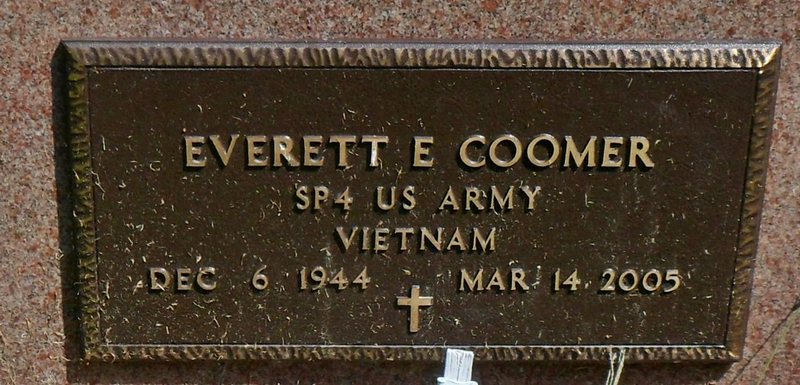 EVERETT E COOMER
SP4 US ARMY
VIETNAM
DEC 6 1944 MAR 14 2005